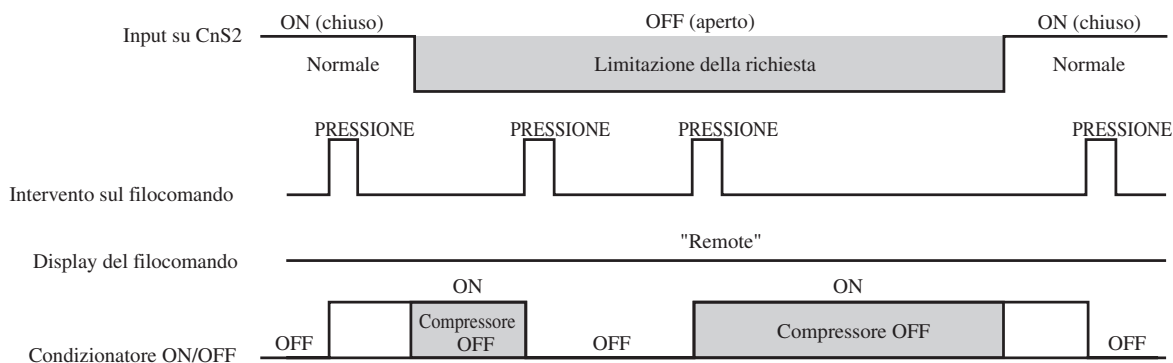 ON (chiuso) OFF (aperto) ON (chiuso)
Input su CnS2
Normale Limitazione della richiesta Normale
PRESSIONE PRESSIONE PRESSIONE PRESSIONE
Intervento sul filocomando
"Remote"
Display del filocomando
ON ON
Compressore OFF Compressore OFF
OFF OFF OFF
Condizionatore ON/OFF